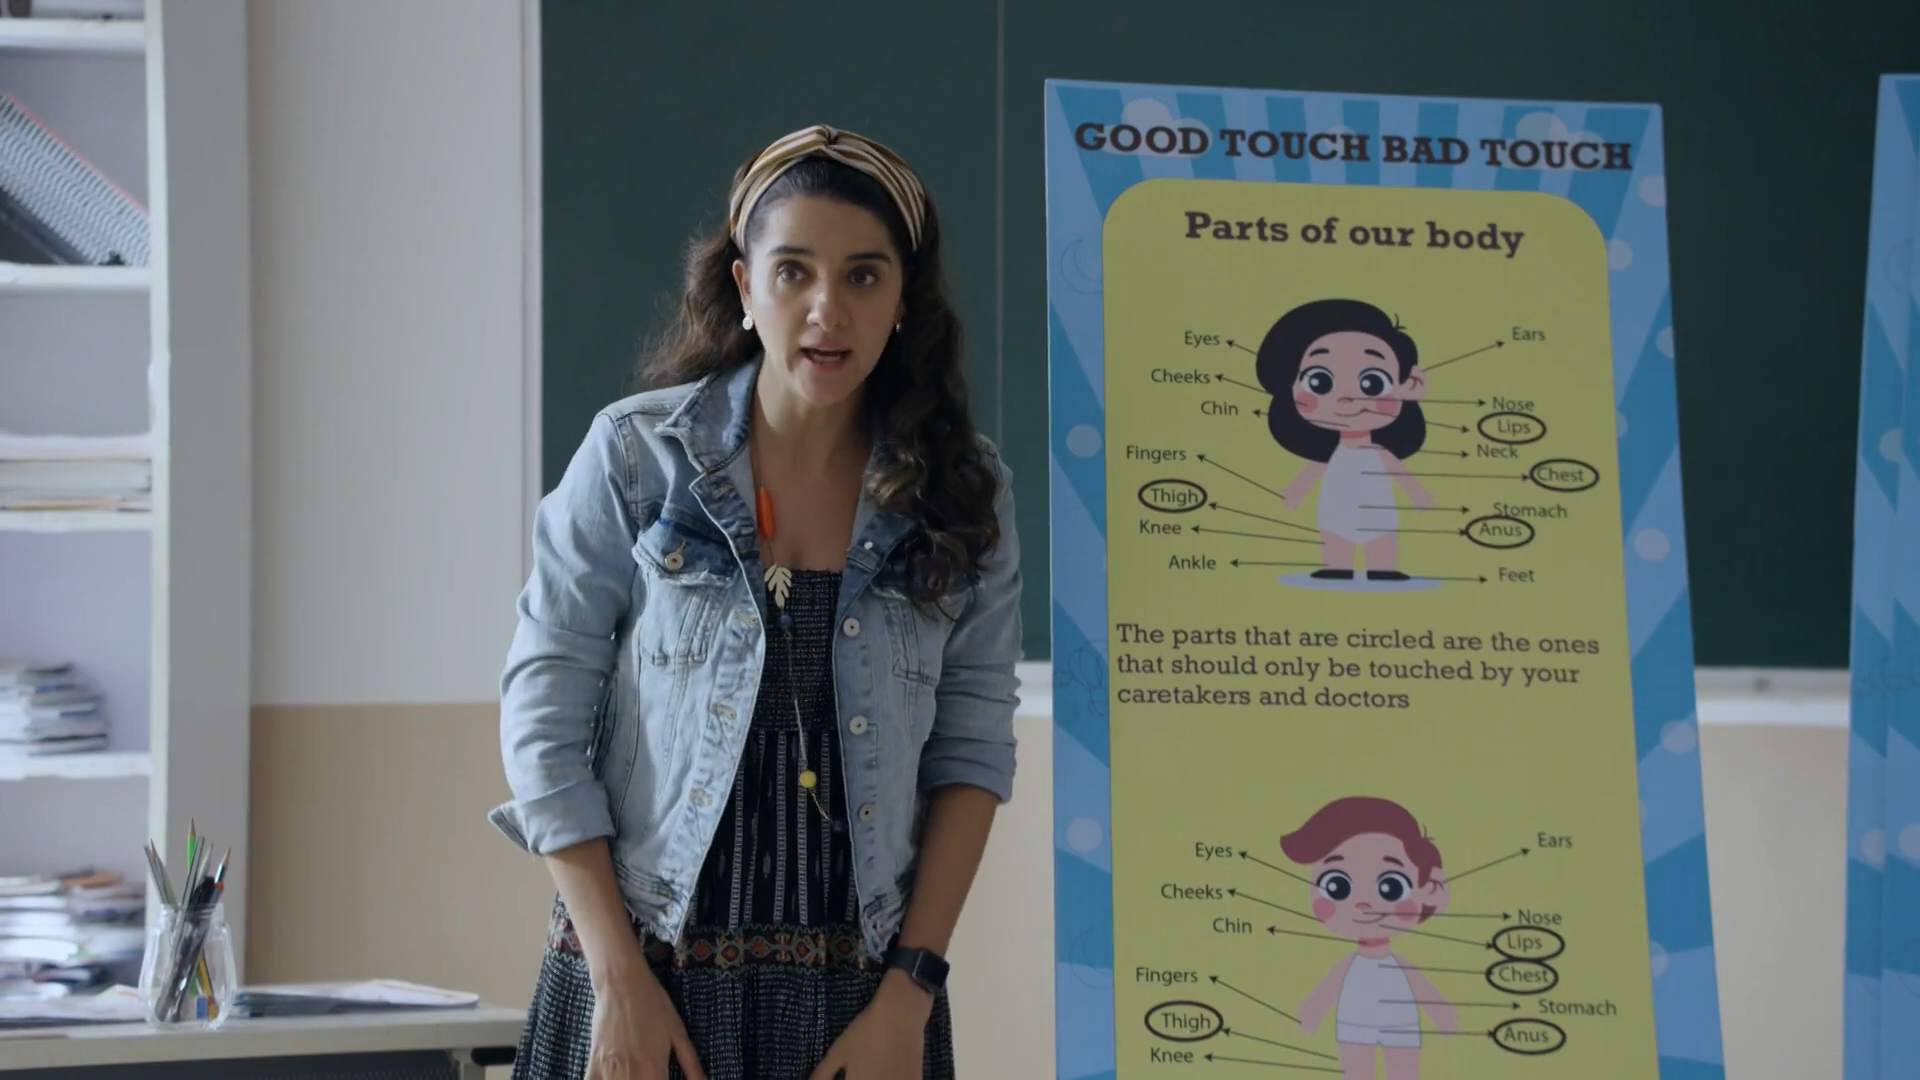 GOOD TOUCH BAD TOUCH
Parts of our body
Eyes
Ears
Cheeks
Chin
Nose
Lips
Neck
Fingers
Chest
Thigh
Stomach
Knee
Anus
Ankle
Feet
The parts that are circled are the ones
that should only be touched by your
caretakers and doctors
Eyes
Ears
Cheeks
Chin
Nose
Lips
Fingers
Chest
Stomach
Thigh
Anus
Knee